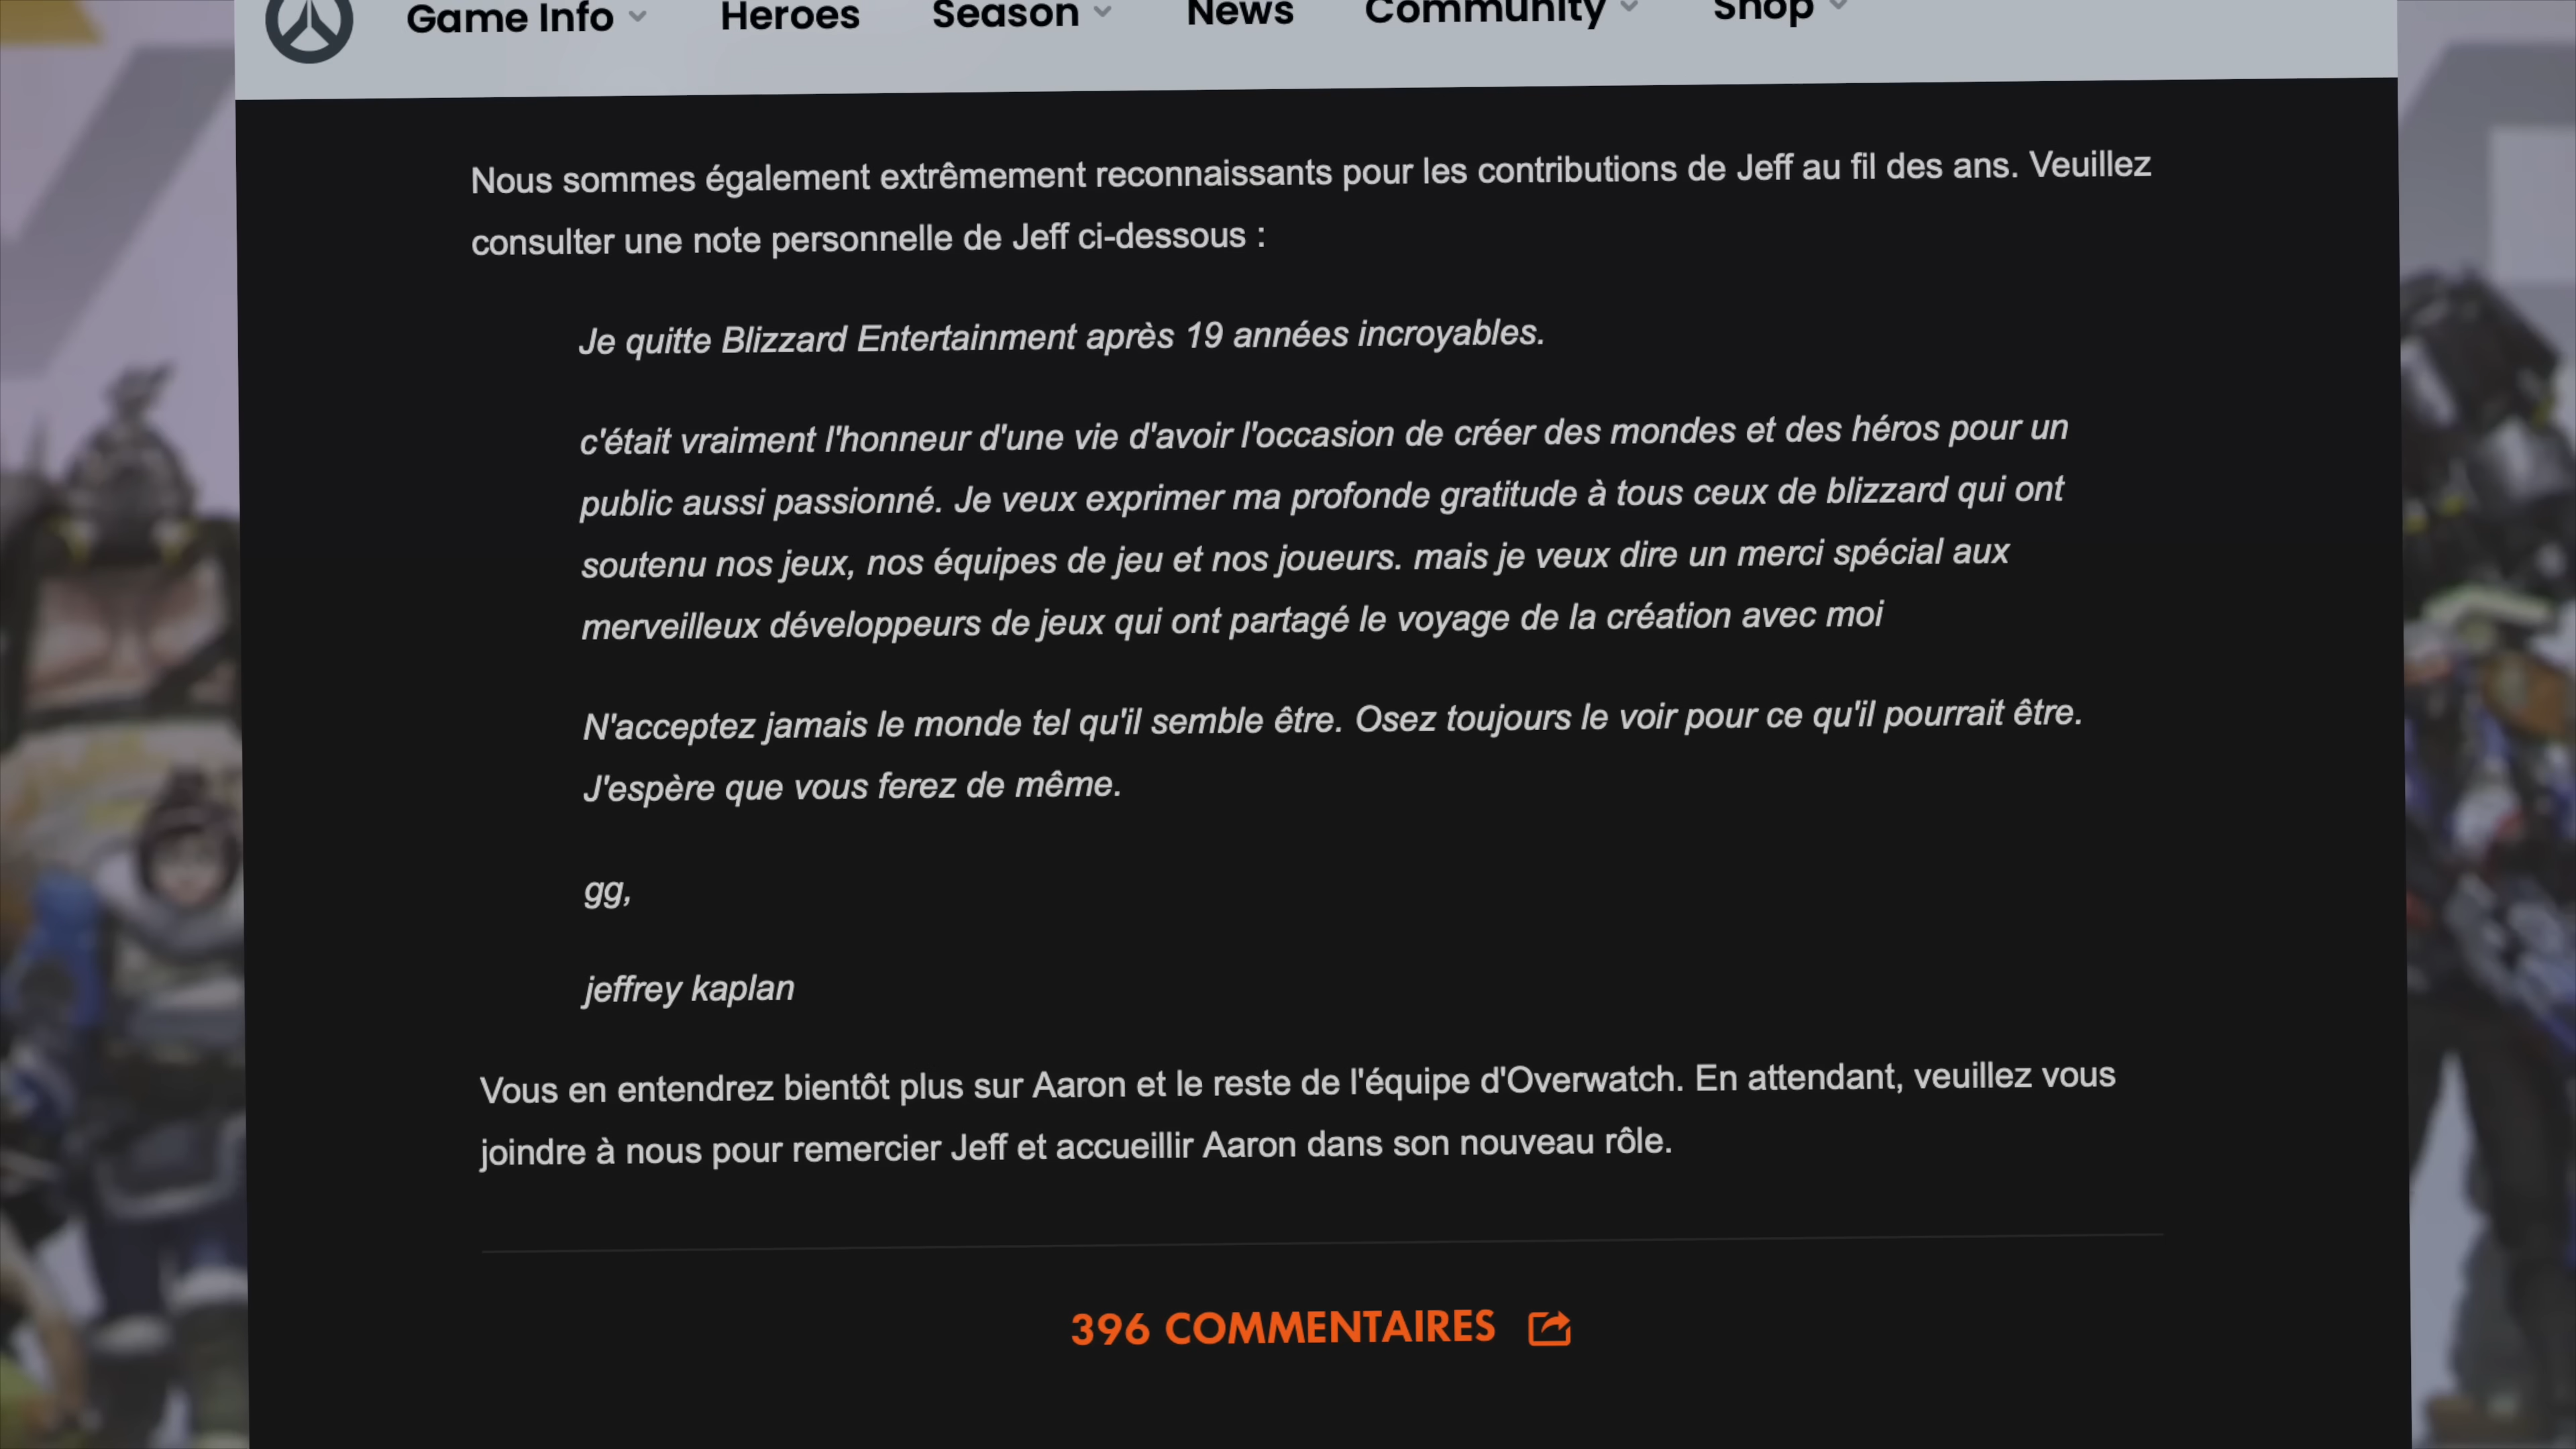 Game Info Heroes Season News Community Shop
Nous sommes également extrêmement reconnaissants pour les contributions de Jeff au fil des ans. Veuillez
consulter une note personnelle de Jeff ci-dessous :
Je quitte Blizzard Entertainment après 19 années incroyables.
c'était vraiment l'honneur d'une vie d'avoir l'occasion de créer des mondes et des héros pour un
public aussi passionné. Je veux exprimer ma profonde gratitude à tous ceux de blizzard qui ont
soutenu nos jeux, nos équipes de jeu et nos joueurs. mais je veux dire un merci spécial aux
merveilleux développeurs de jeux qui ont partagé le voyage de la création avec moi
N'acceptez jamais le monde tel qu'il semble être. Osez toujours le voir pour ce qu'il pourrait être.
J'espère que vous ferez de même.
gg,
jeffrey kaplan
Vous en entendrez bientôt plus sur Aaron et le reste de l'équipe d'Overwatch. En attendant, veuillez vous
joindre à nous pour remercier Jeff et accueillir Aaron dans son nouveau rôle.
396 COMMENTAIRES